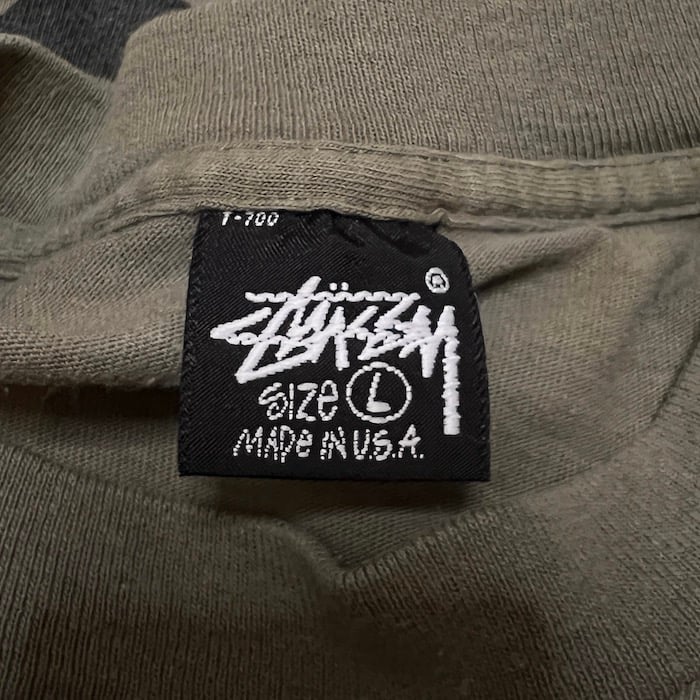 T-700
Stüssy ®
SIZe L
MADe IN U.S.A.